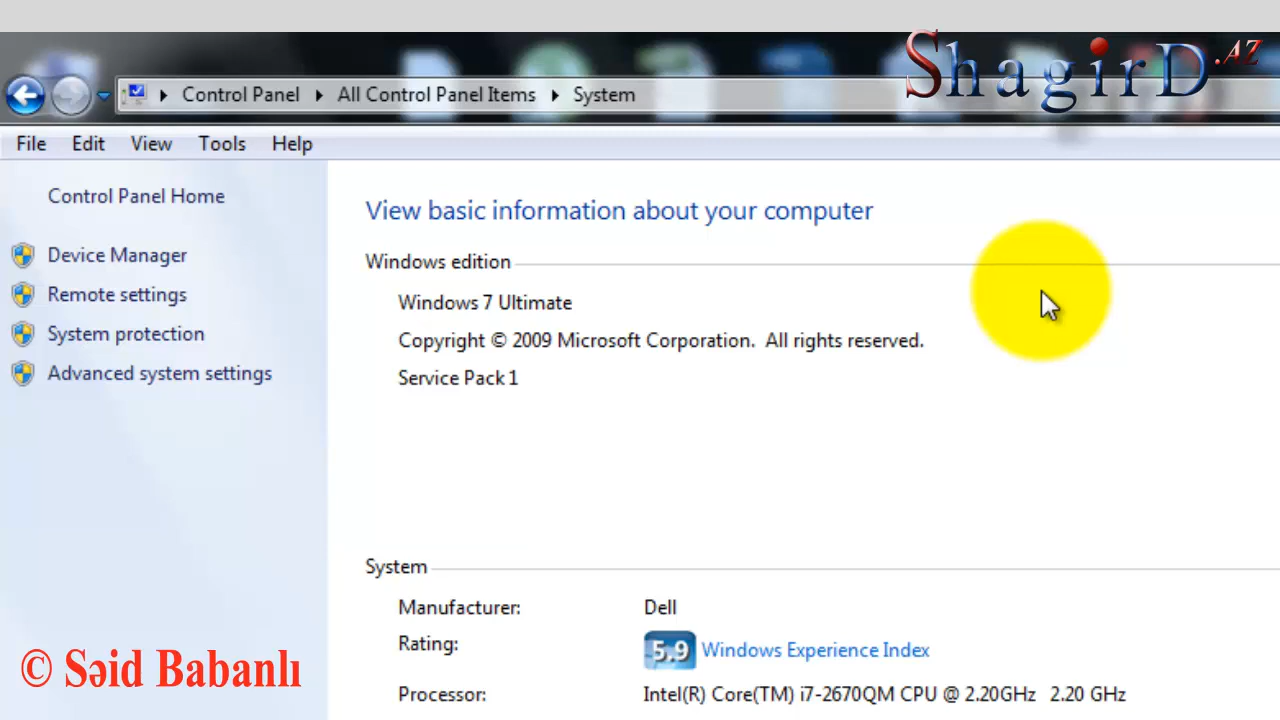 ShagirD.AZ
Control Panel All Control Panel Items System
File Edit View Tools Help
Control Panel Home
Device Manager
Remote settings
System protection
Advanced system settings
View basic information about your computer
Windows edition
Windows 7 Ultimate
Copyright © 2009 Microsoft Corporation. All rights reserved.
Service Pack 1
System
Manufacturer: Dell
Rating: 5.9 Windows Experience Index
Processor: Intel(R) Core(TM) i7-2670QM CPU @ 2.20GHz 2.20 GHz
© Səid Babanlı